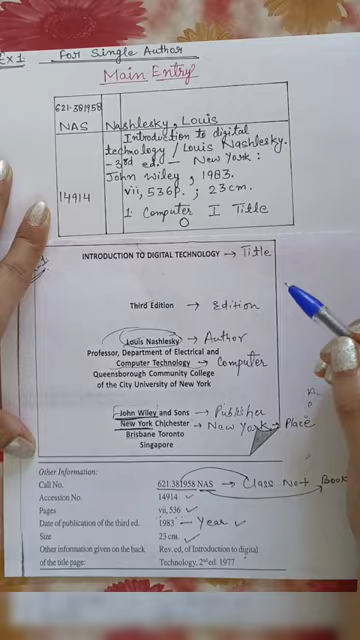 Ex 1
For Single Author
Main Entry
621.381958
NAS Nashlesky, Louis
Introduction to digital
technology / Louis Nashlesky.
-3rd ed. - New York:
John Wiley, 1983.
14914 vii, 536p. ; 23cm.
1. Computer I Title
INTRODUCTION TO DIGITAL TECHNOLOGY → Title
Third Edition → Edition
Louis Nashlesky → Author
Professor, Department of Electrical and
Computer Technology → Computer
Queensborough Community College
of the City University of New York
John Wiley and Sons → Publisher
New York Chichester → New York → Place
Brisbane Toronto
Singapore
Other Information:
Call No. 621.381958 NAS → Class No + Book
Accession No. 14914 ✓
Pages vii, 536 ✓
Date of publication of the third ed. 1983 — Year ✓
Size 23 cm. ✓
Other information given on the back Rev. ed, of Introduction to digital
of the title page: Technology, 2nd ed. 1977